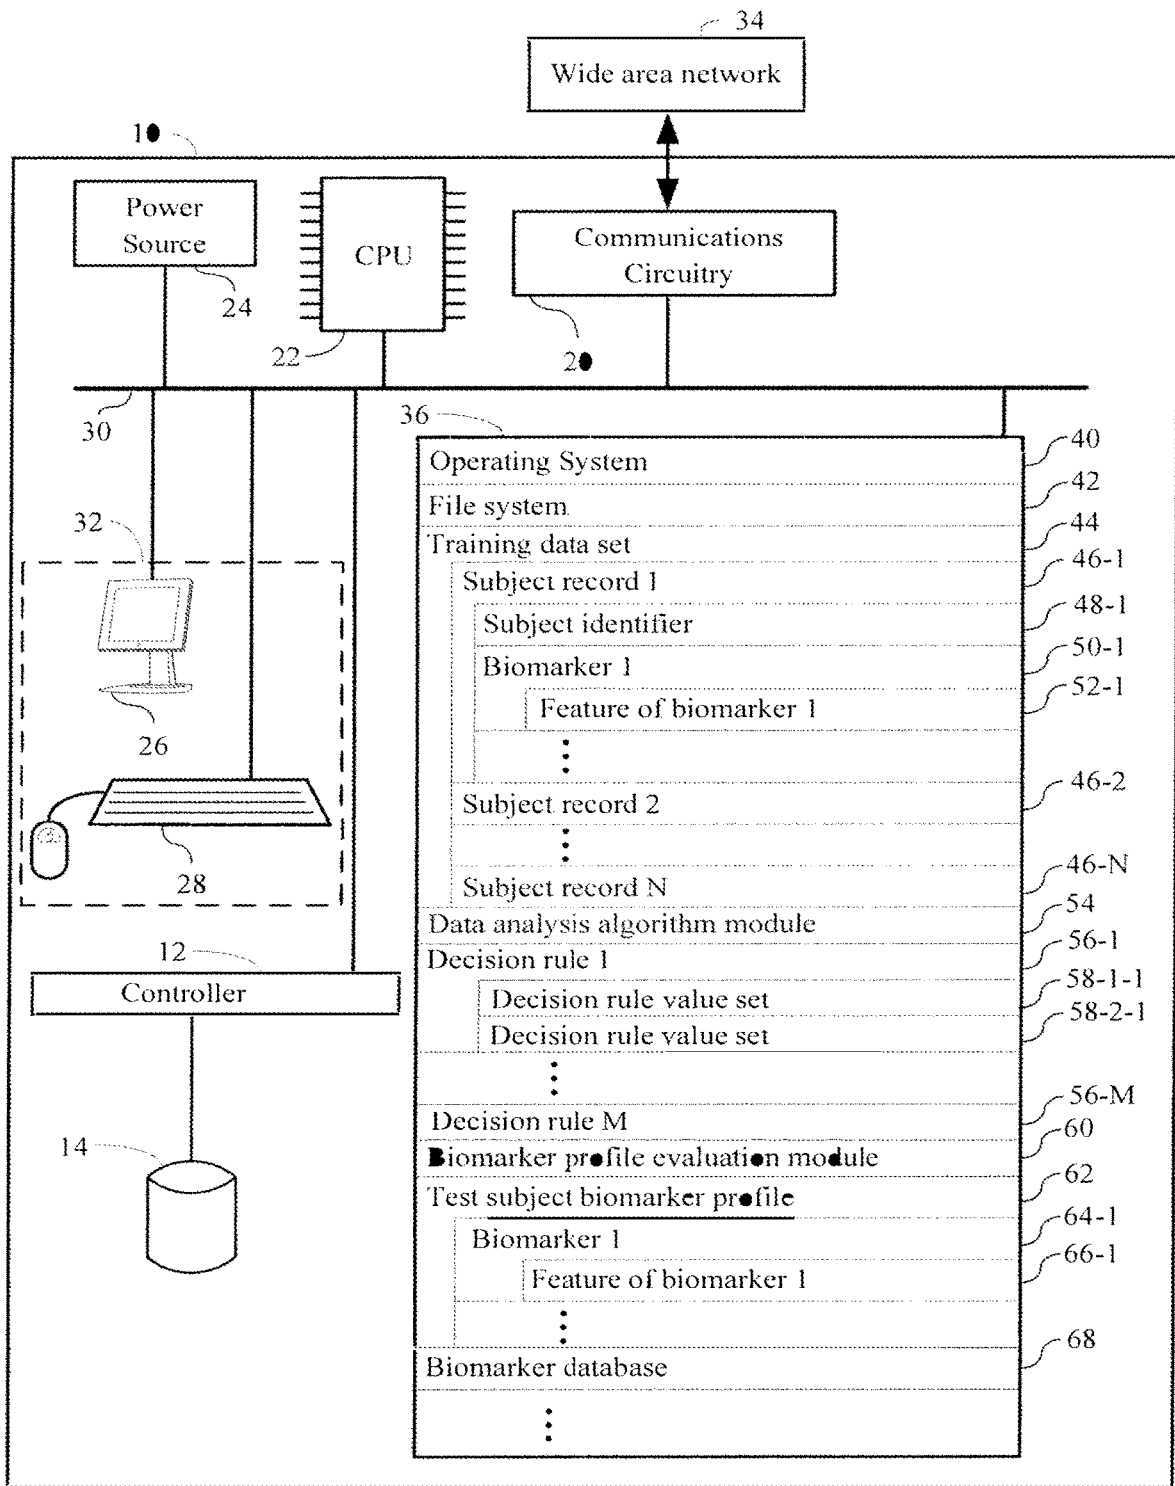 34
Wide area network
10
Power
Source
24
CPU
22
Communications
Circuitry
20
30
36
Operating System
40
File system
42
Training data set
44
Subject record 1
46-1
Subject identifier
48-1
Biomarker 1
50-1
Feature of biomarker 1
52-1
Subject record 2
46-2
Subject record N
46-N
Data analysis algorithm module
54
Decision rule 1
56-1
Decision rule value set
58-1-1
Decision rule value set
58-2-1
Decision rule M
56-M
Biomarker profile evaluation module
60
Test subject biomarker profile
62
Biomarker 1
64-1
Feature of biomarker 1
66-1
Biomarker database
68
32
26
28
12
Controller
14